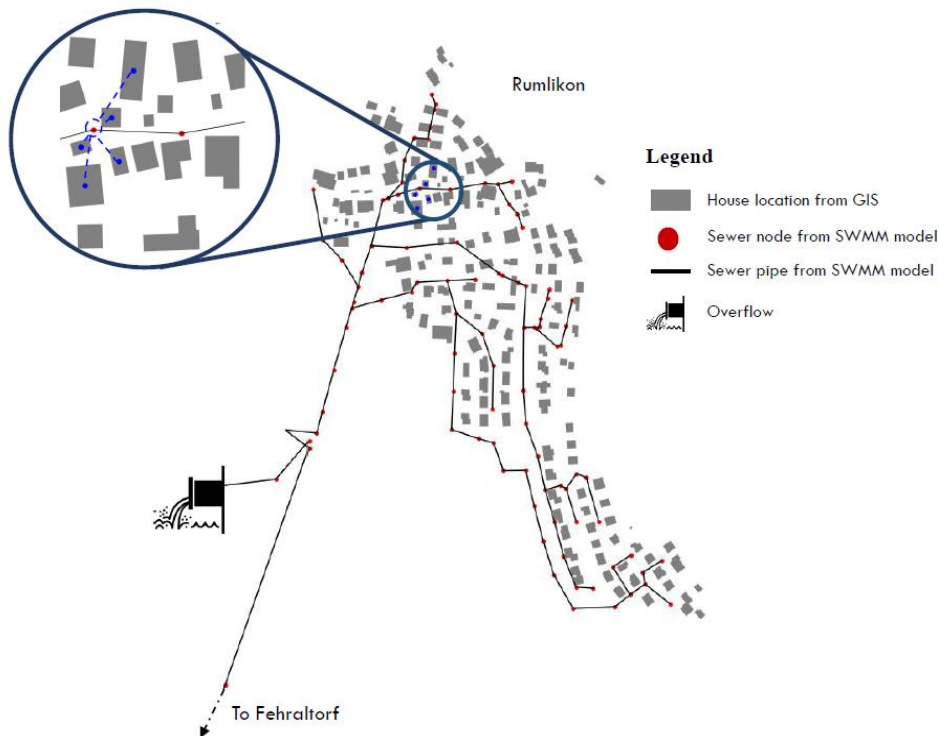 Rumlikon
Legend
House location from GIS
Sewer node from SWMM model
Sewer pipe from SWMM model
Overflow
To Fehraltorf